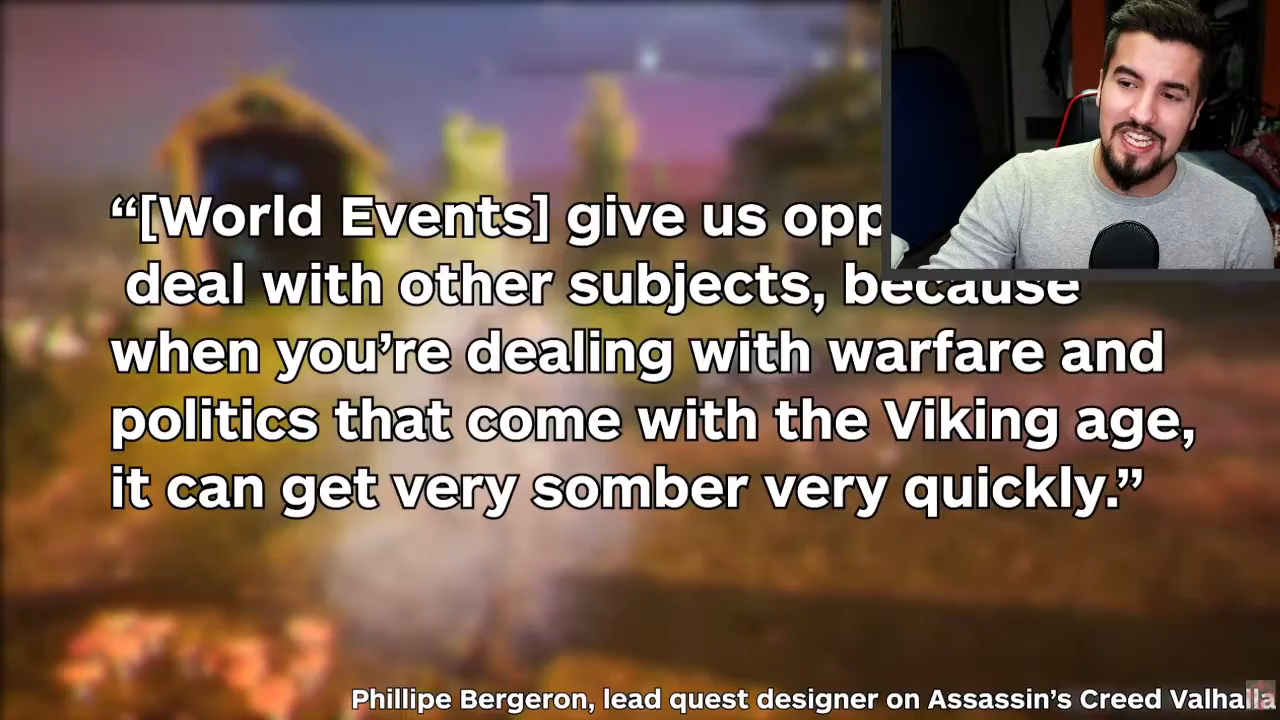 “[World Events] give us opp
deal with other subjects, because
when you’re dealing with warfare and
politics that come with the Viking age,
it can get very somber very quickly.”
Phillipe Bergeron, lead quest designer on Assassin’s Creed Valhalla